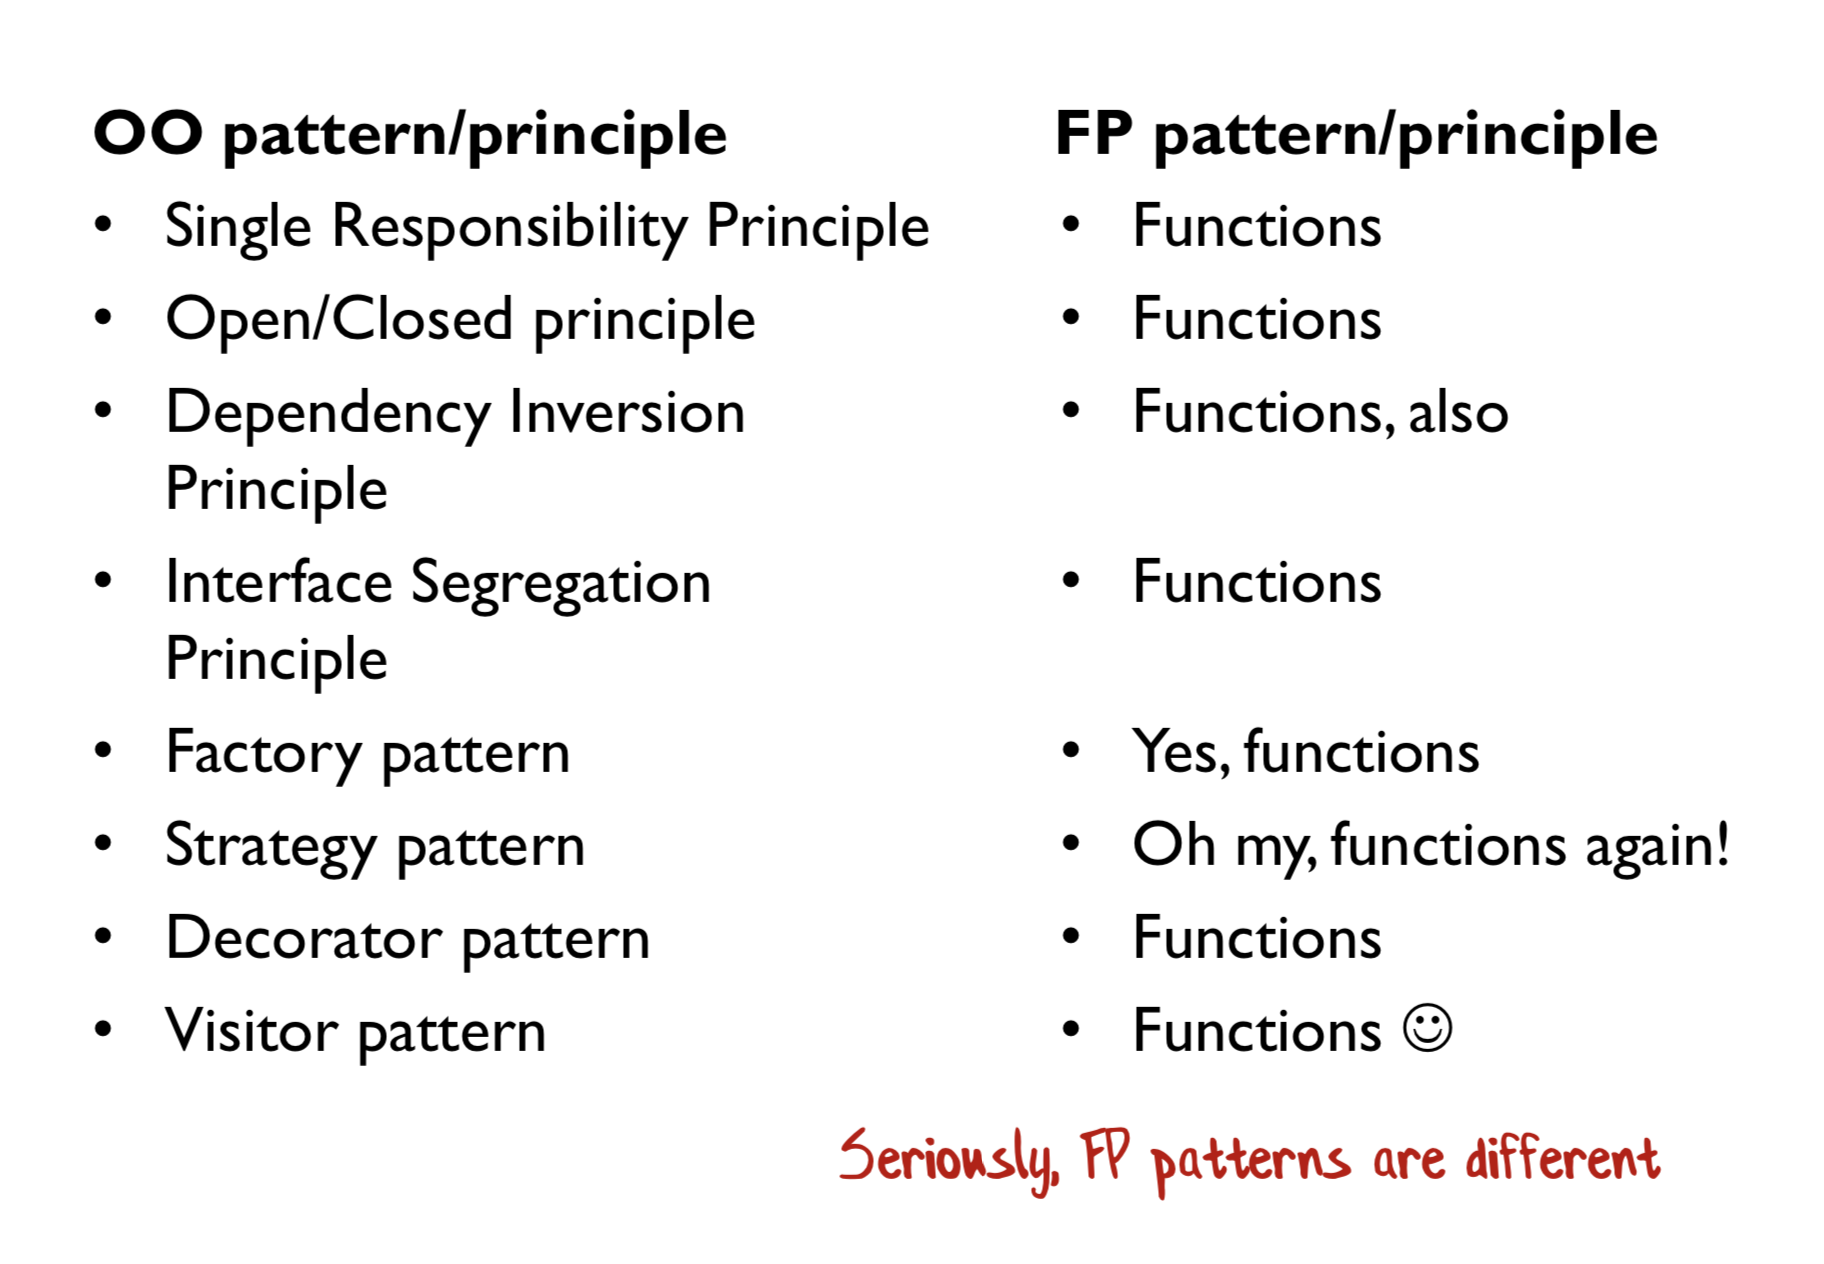 OO pattern/principle
• Single Responsibility Principle
• Open/Closed principle
• Dependency Inversion
Principle
• Interface Segregation
Principle
• Factory pattern
• Strategy pattern
• Decorator pattern
• Visitor pattern
FP pattern/principle
• Functions
• Functions
• Functions, also
• Functions
• Yes, functions
• Oh my, functions again!
• Functions
• Functions ☺
Seriously, FP patterns are different